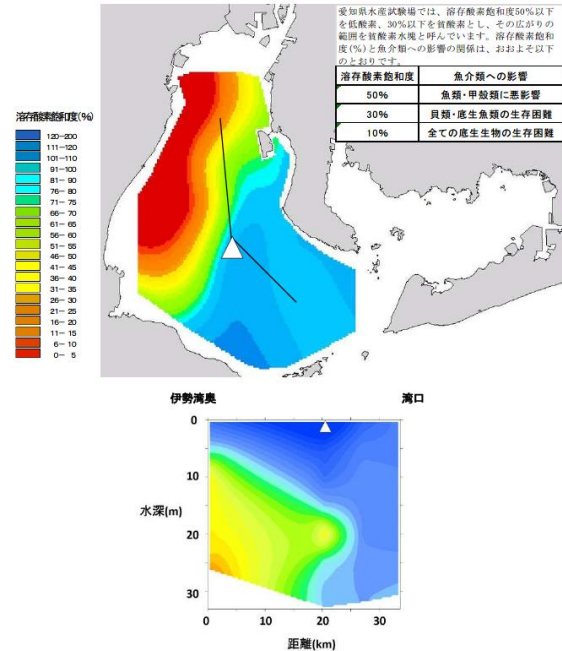 愛知県水産試験場では、溶存酸素飽和度50%以下
を低酸素、30%以下を貧酸素とし、その広がりの
範囲を貧酸素水塊と呼んでいます。溶存酸素飽和
度(%)と魚介類への影響の関係は、おおよそ以下
のとおりです。
溶存酸素飽和度 魚介類への影響
50% 魚類・甲殻類に悪影響
30% 貝類・底生魚類の生存困難
10% 全ての底生生物の生存困難
溶存酸素飽和度(%)
120－200
111－120
101－110
91－100
81－90
76－80
71－75
66－70
61－65
56－60
51－55
46－50
41－45
36－40
31－35
26－30
21－25
16－20
11－15
6－10
0－5
伊勢湾奥 湾口
0
10
水深(m)
20
30
0 10 20 30
距離(km)